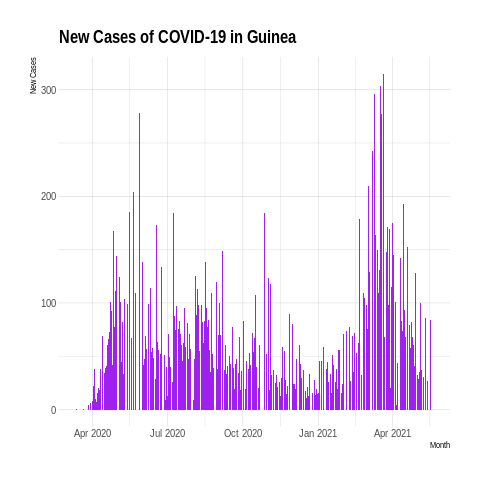 New Cases of COVID-19 in Guinea
New Cases
300
200
100
0
Apr 2020
Jul 2020
Oct 2020
Jan 2021
Apr 2021
Month